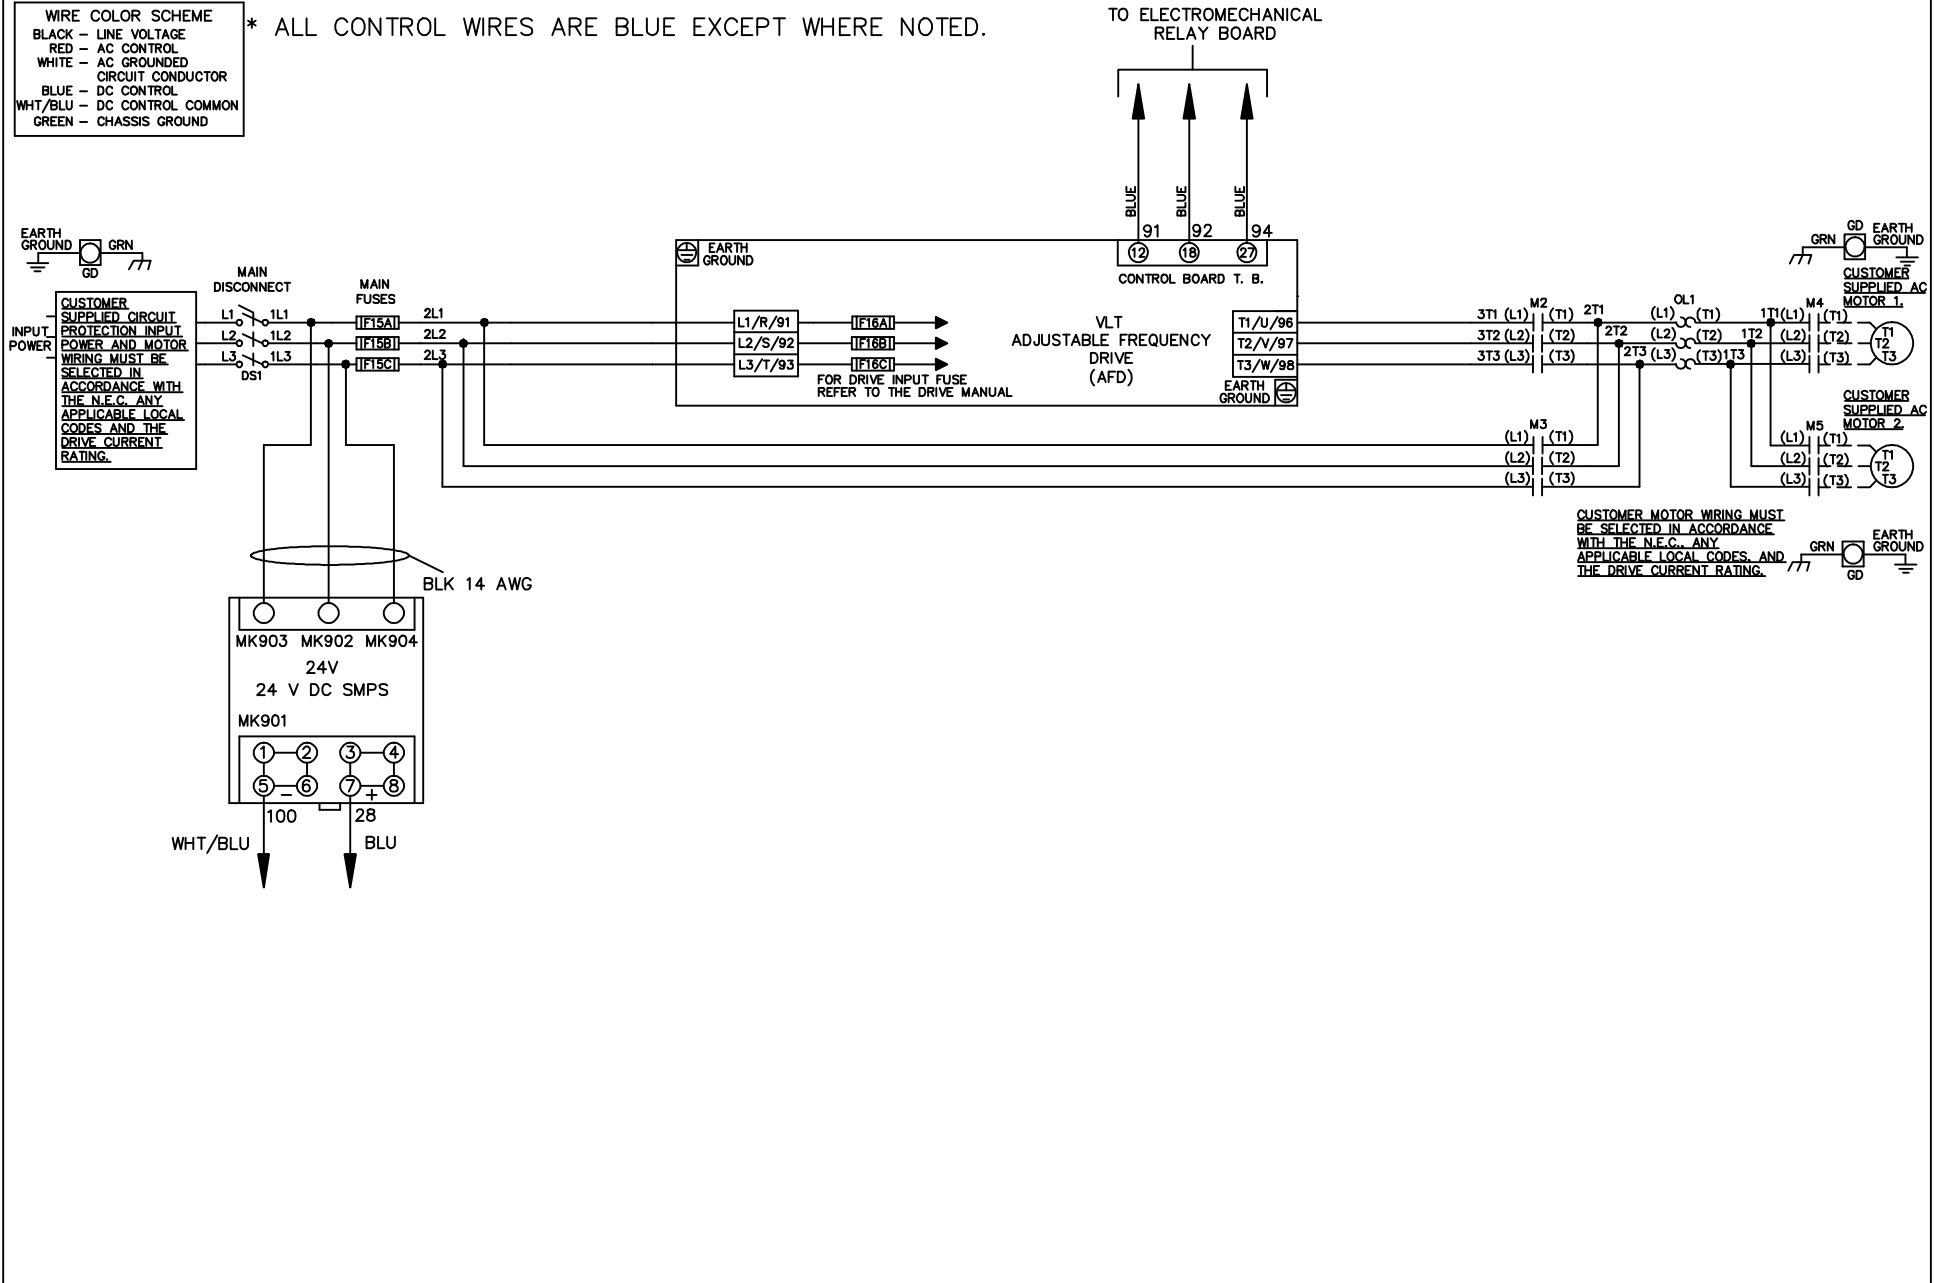 WIRE COLOR SCHEME
BLACK – LINE VOLTAGE
RED – AC CONTROL
WHITE – AC GROUNDED
CIRCUIT CONDUCTOR
BLUE – DC CONTROL
WHT/BLU – DC CONTROL COMMON
GREEN – CHASSIS GROUND
* ALL CONTROL WIRES ARE BLUE EXCEPT WHERE NOTED.
TO ELECTROMECHANICAL
RELAY BOARD
BLUE
BLUE
BLUE
91 92 94
12 18 27
CONTROL BOARD T. B.
EARTH
GROUND
GRN
GD
INPUT
POWER
CUSTOMER
SUPPLIED CIRCUIT
PROTECTION INPUT
POWER AND MOTOR
WIRING MUST BE
SELECTED IN
ACCORDANCE WITH
THE N.E.C. ANY
APPLICABLE LOCAL
CODES AND THE
DRIVE CURRENT
RATING.
MAIN
DISCONNECT
L1 1L1
L2 1L2
L3 1L3
DS1
MAIN
FUSES
F15A 2L1
F15B 2L2
F15C 2L3
EARTH
GROUND
L1/R/91 F16A
L2/S/92 F16B
L3/T/93 F16C
FOR DRIVE INPUT FUSE
REFER TO THE DRIVE MANUAL
VLT
ADJUSTABLE FREQUENCY
DRIVE
(AFD)
T1/U/96
T2/V/97
T3/W/98
EARTH
GROUND
M2
3T1 (L1) (T1) 2T1
3T2 (L2) (T2) 2T2
3T3 (L3) (T3) 2T3
OL1
(L1) (T1) 1T1
(L2) (T2) 1T2
(L3) (T3) 1T3
M4
(L1) (T1)
(L2) (T2)
(L3) (T3)
GRN
GD
EARTH
GROUND
CUSTOMER
SUPPLIED AC
MOTOR 1.
T1
T2
T3
M3
(L1) (T1)
(L2) (T2)
(L3) (T3)
M5
(L1) (T1)
(L2) (T2)
(L3) (T3)
CUSTOMER
SUPPLIED AC
MOTOR 2.
T1
T2
T3
CUSTOMER MOTOR WIRING MUST
BE SELECTED IN ACCORDANCE
WITH THE N.E.C., ANY
APPLICABLE LOCAL CODES, AND
THE DRIVE CURRENT RATING.
GRN
GD
EARTH
GROUND
BLK 14 AWG
MK903 MK902 MK904
24V
24 V DC SMPS
MK901
1 2 3 4
5 – 6 7 + 8
100 28
WHT/BLU BLU